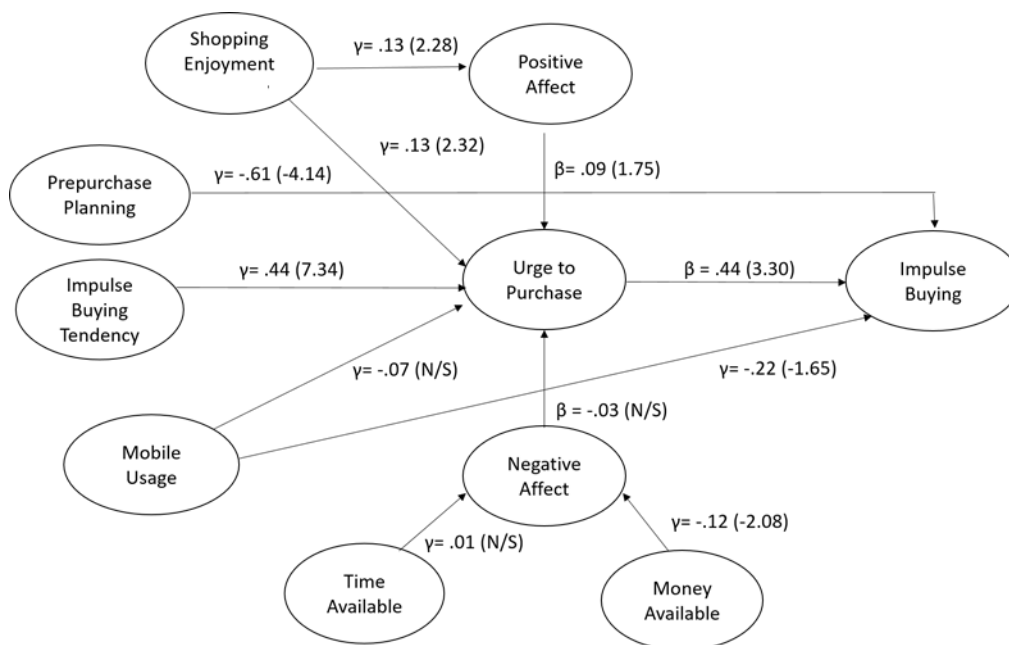 Shopping
Enjoyment
γ= .13 (2.28)
Positive
Affect
γ= .13 (2.32)
β= .09 (1.75)
Prepurchase
Planning
γ= -.61 (-4.14)
Impulse
Buying
Tendency
γ= .44 (7.34)
Urge to
Purchase
β = .44 (3.30)
Impulse
Buying
γ= -.07 (N/S)
γ= -.22 (-1.65)
β = -.03 (N/S)
Mobile
Usage
Negative
Affect
γ= .01 (N/S)
γ= -.12 (-2.08)
Time
Available
Money
Available